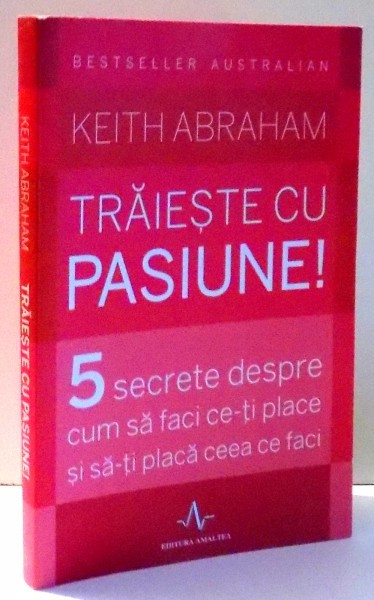 BESTSELLER AUSTRALIAN
KEITH ABRAHAM
TRĂIEȘTE CU
PASIUNE!
5 secrete despre
cum să faci ce-ți place
și să-ți placă ceea ce faci
EDITURA AMALTEA
KEITH ABRAHAM TRĂIEȘTE CU PASIUNE!